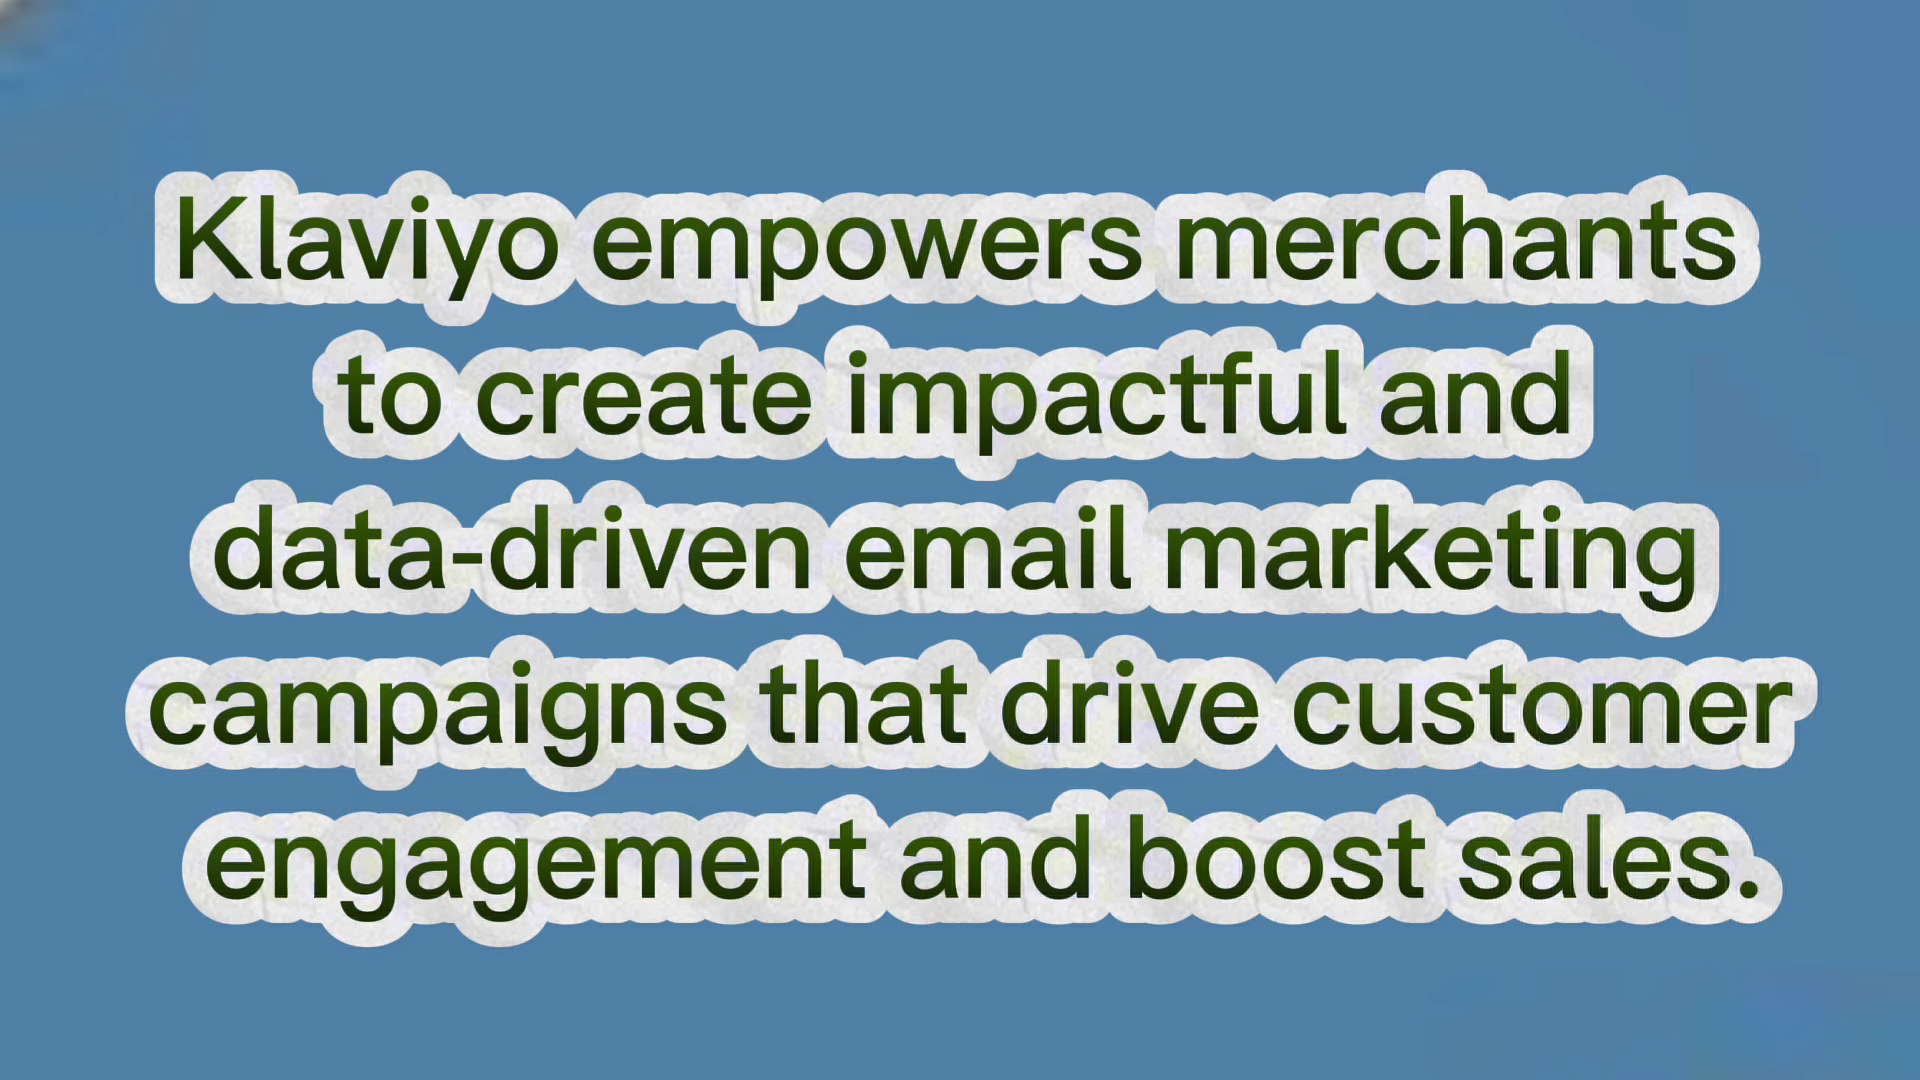 Klaviyo empowers merchants
to create impactful and
data-driven email marketing
campaigns that drive customer
engagement and boost sales.